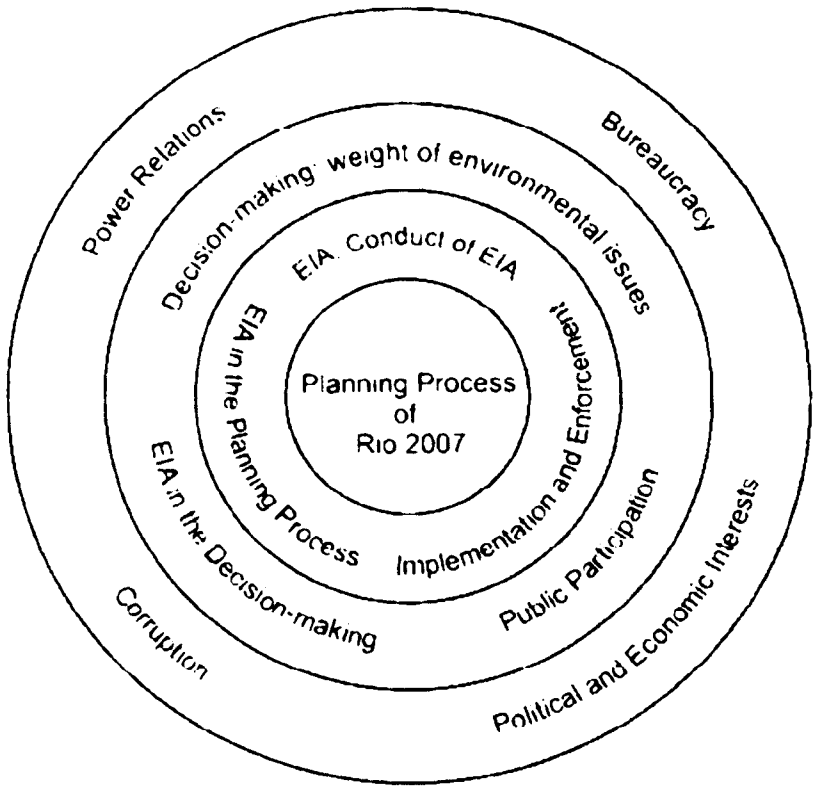 Power Relations
Bureaucracy
Decision-making: weight of environmental issues
EIA: Conduct of EIA
EIA in the Planning Process
Implementation and Enforcement
Planning Process
of
Rio 2007
EIA in the Decision-making
Public Participation
Corruption
Political and Economic Interests